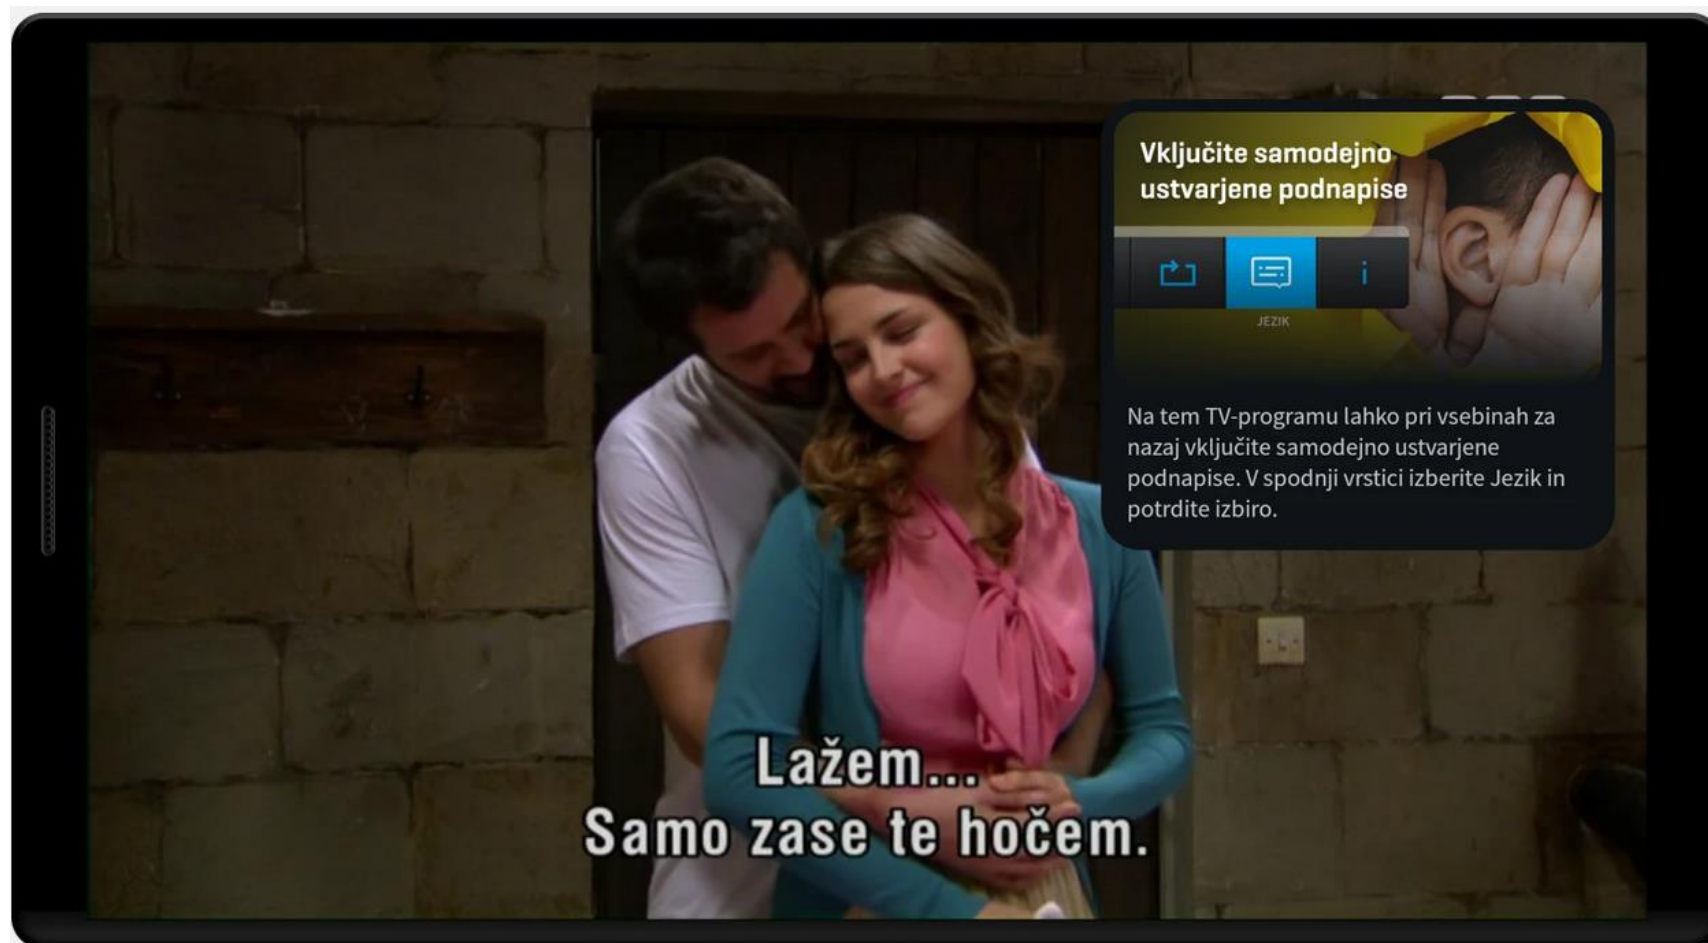 Vključite samodejno
ustvarjene podnapise
i
JEZIK
Na tem TV-programu lahko pri vsebinah za
nazaj vključite samodejno ustvarjene
podnapise. V spodnji vrstici izberite Jezik in
potrdite izbiro.
Lažem...
Samo zase te hočem.